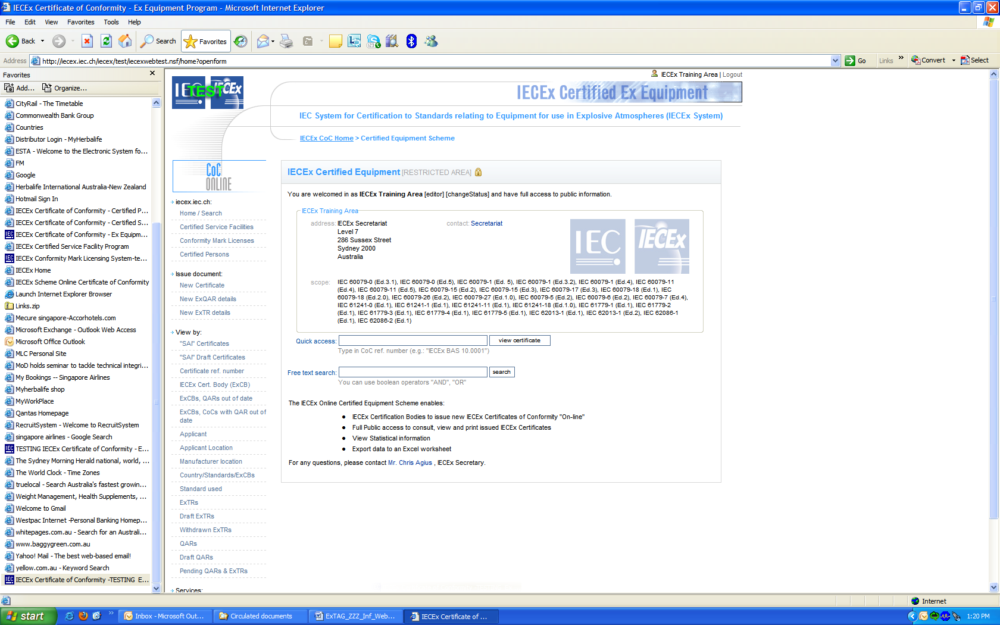 IECEx Certificate of Conformity - Ex Equipment Program - Microsoft Internet Explorer
File Edit View Favorites Tools Help
Back Search Favorites
Address http://iecex.iec.ch/iecex/test/iecexwebtest.nsf/home?openform Go Links » Convert Select
Favorites
Add... Organize...
CityRail - The Timetable
Commonwealth Bank Group
Countries
Distributor Login - MyHerbalife
ESTA - Welcome to the Electronic System fo...
FM
Google
Herbalife International Australia-New Zealand
Hotmail Sign In
IECEx Certificate of Conformity - Certified P...
IECEx Certificate of Conformity - Certified S...
IECEx Certificate of Conformity - Ex Equipm...
IECEx Certified Service Facility Program
IECEx Conformity Mark Licensing System-te...
IECEx Home
IECEx Scheme Online Certificate of Conformity
Launch Internet Explorer Browser
Links.zip
Mecure singapore-Accorhotels.com
Microsoft Exchange - Outlook Web Access
Microsoft Office Outlook
MLC Personal Site
MoD holds seminar to tackle technical integri...
My Bookings -- Singapore Airlines
Myherbalife shop
MyWorkPlace
Qantas Homepage
RecruitSystem - Welcome to RecruitSystem
singapore airlines - Google Search
TESTING IECEx Certificate of Conformity - E...
The Sydney Morning Herald national, world, ...
The World Clock - Time Zones
truelocal - Search Australia's fastest growin...
Weight Management, Health Supplements, ...
Welcome to Gmail
Westpac Internet -Personal Banking Homep...
whitepages.com.au - Search for an Australi...
www.baggygreen.com.au
Yahoo! Mail - The best web-based email!
yellow.com.au - Keyword Search
IECEx Certificate of Conformity -TESTING E...
IECEx Training Area | Logout
IEC TEST IECEx
IECEx Certified Ex Equipment
IEC System for Certification to Standards relating to Equipment for use in Explosive Atmospheres (IECEx System)
IECEx CoC Home > Certified Equipment Scheme
CoC
ONLINE
iecex.iec.ch:
Home / Search
Certified Service Facilities
Conformity Mark Licenses
Certified Persons
Issue document:
New Certificate
New ExQAR details
New ExTR details
View by:
"SAI" Certificates
"SAI" Draft Certificates
Certificate ref. number
IECEx Cert. Body (ExCB)
ExCBs, QARs out of date
ExCBs, CoCs with QAR out of
date
Applicant
Applicant Location
Manufacturer location
Country/Standards/ExCBs
Standard used
ExTRs
Draft ExTRs
Withdrawn ExTRs
QARs
Draft QARs
Pending QARs & ExTRs
Services:
IECEx Certified Equipment [RESTRICTED AREA]
You are welcomed in as IECEx Training Area [editor] [changeStatus] and have full access to public information.
IECEx Training Area
address: IECEx Secretariat contact: Secretariat
Level 7
286 Sussex Street
Sydney 2000
Australia
IEC IECEx
scope: IEC 60079-0 (Ed.3.1), IEC 60079-0 (Ed.5), IEC 60079-1 (Ed. 5), IEC 60079-1 (Ed.3.2), IEC 60079-1 (Ed.4), IEC 60079-11
(Ed.4), IEC 60079-11 (Ed.5), IEC 60079-15 (Ed.2), IEC 60079-15 (Ed.3), IEC 60079-17 (Ed.3), IEC 60079-18 (Ed.1), IEC
60079-18 (Ed.2.0), IEC 60079-26 (Ed.2), IEC 60079-27 (Ed.1.0), IEC 60079-5 (Ed.2), IEC 60079-6 (Ed.2), IEC 60079-7 (Ed.4),
IEC 61241-0 (Ed.1), IEC 61241-1 (Ed.1), IEC 61241-11 (Ed.1), IEC 61241-18 (Ed.1.0), IEC 61779-1 (Ed.1), IEC 61779-2
(Ed.1), IEC 61779-3 (Ed.1), IEC 61779-4 (Ed.1), IEC 61779-5 (Ed.1), IEC 62013-1 (Ed.1), IEC 62013-1 (Ed.2), IEC 62086-1
(Ed.1), IEC 62086-2 (Ed.1)
Quick access: view certificate
Type in CoC ref. number (e.g.: "IECEx BAS 10.0001")
Free text search: search
You can use boolean operators "AND", "OR"
The IECEx Online Certified Equipment Scheme enables:
• IECEx Certification Bodies to issue new IECEx Certificates of Conformity "On-line"
• Full Public access to consult, view and print issued IECEx Certificates
• View Statistical information
• Export data to an Excel worksheet
For any questions, please contact Mr. Chris Agius , IECEx Secretary.
Internet
start » Inbox - Microsoft Out... Circulated documents ExTAG_ZZZ_Inf_Web... IECEx Certificate of ... 1:20 PM